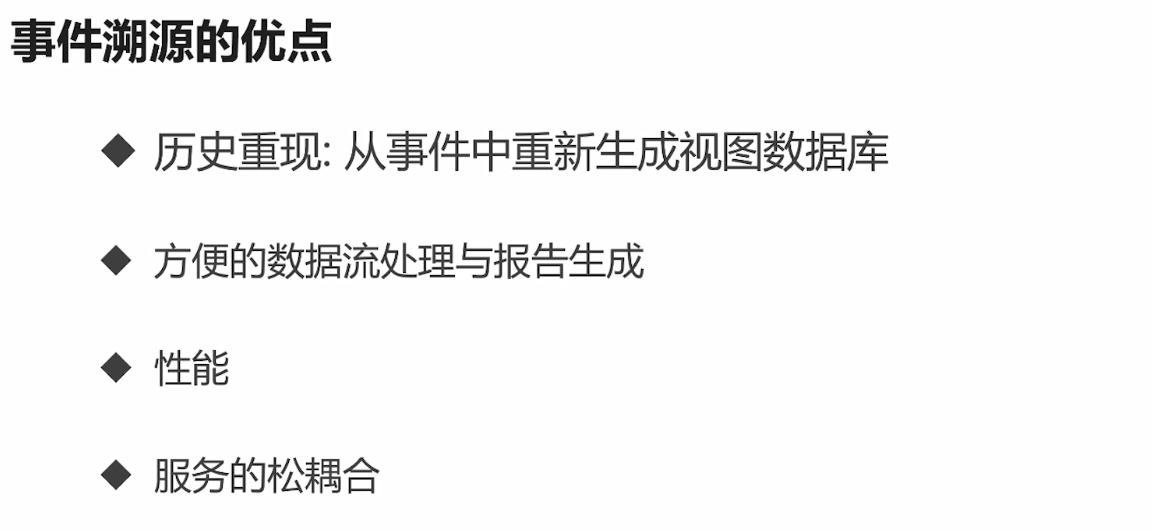 事件溯源的优点
◆ 历史重现: 从事件中重新生成视图数据库
◆ 方便的数据流处理与报告生成
◆ 性能
◆ 服务的松耦合